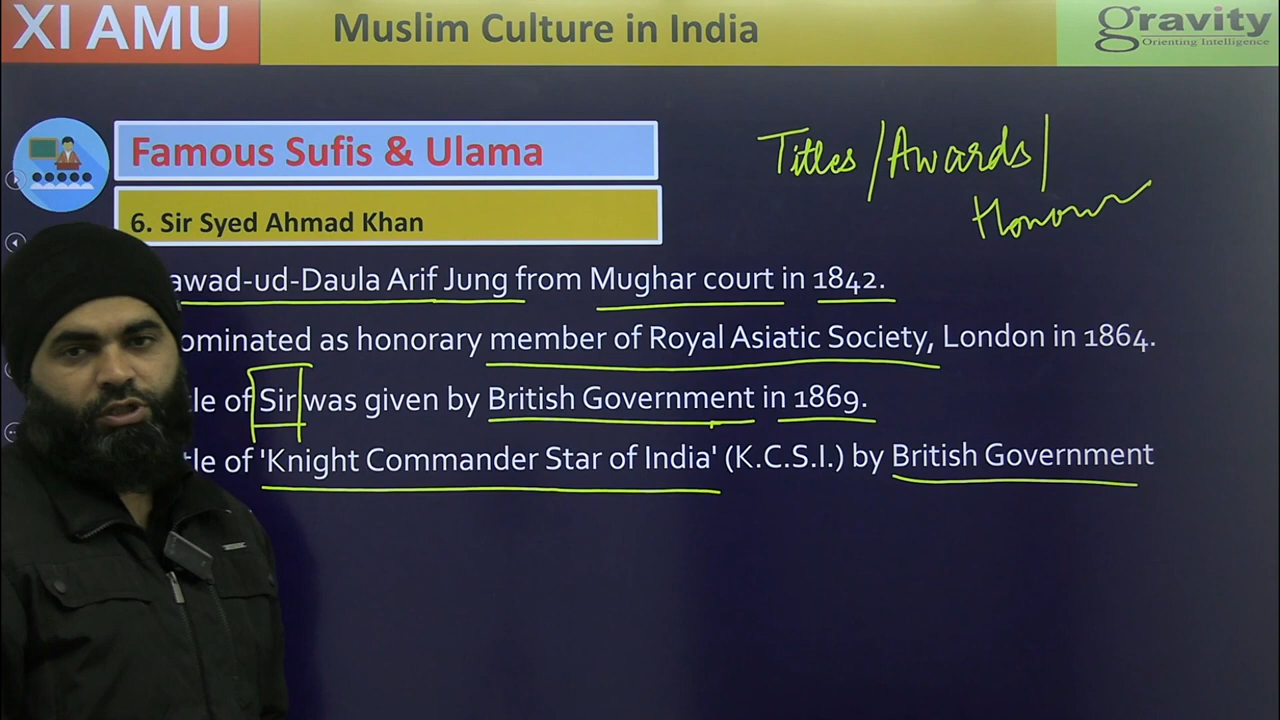 XI AMU
Muslim Culture in India
gravity
Orienting Intelligence
Famous Sufis & Ulama
Titles/Awards/
Honour
6. Sir Syed Ahmad Khan
awad-ud-Daula Arif Jung from Mughar court in 1842.
ominated as honorary member of Royal Asiatic Society, London in 1864.
tle of Sir was given by British Government in 1869.
tle of 'Knight Commander Star of India' (K.C.S.I.) by British Government